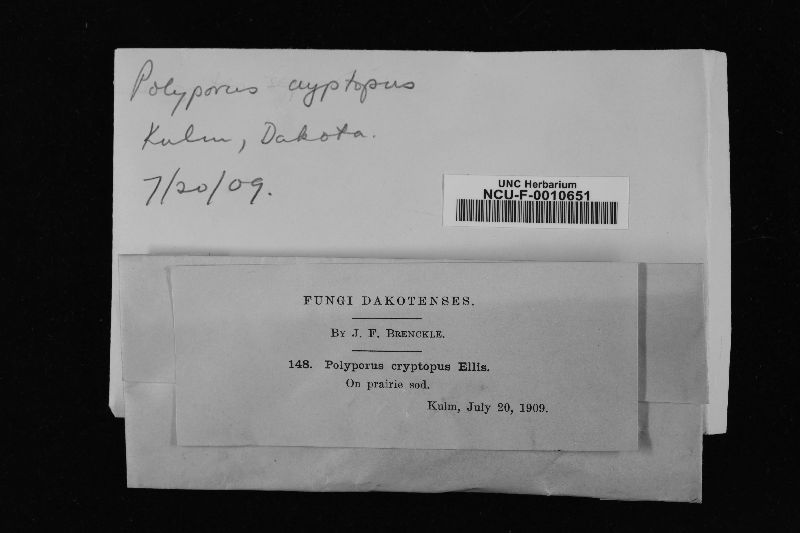 Polyporus cryptopus
Kulm, Dakota.
7/20/09.
UNC Herbarium
NCU-F-0010651
FUNGI DAKOTENSES.
By J. F. Brenckle.
148. Polyporus cryptopus Ellis.
On prairie sod.
Kulm, July 20, 1909.